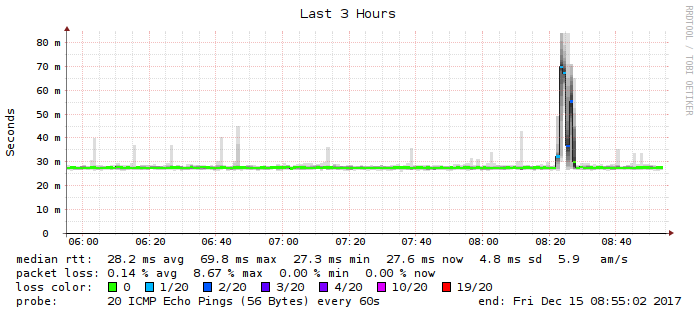 Last 3 Hours
RRDTOOL / TOBI OETIKER
Seconds
80 m
70 m
60 m
50 m
40 m
30 m
20 m
10 m
0
06:00 06:20 06:40 07:00 07:20 07:40 08:00 08:20 08:40
median rtt: 28.2 ms avg 69.8 ms max 27.3 ms min 27.6 ms now 4.8 ms sd 5.9 am/s
packet loss: 0.14 % avg 8.67 % max 0.00 % min 0.00 % now
loss color: 0 1/20 2/20 3/20 4/20 10/20 19/20
probe: 20 ICMP Echo Pings (56 Bytes) every 60s end: Fri Dec 15 08:55:02 2017